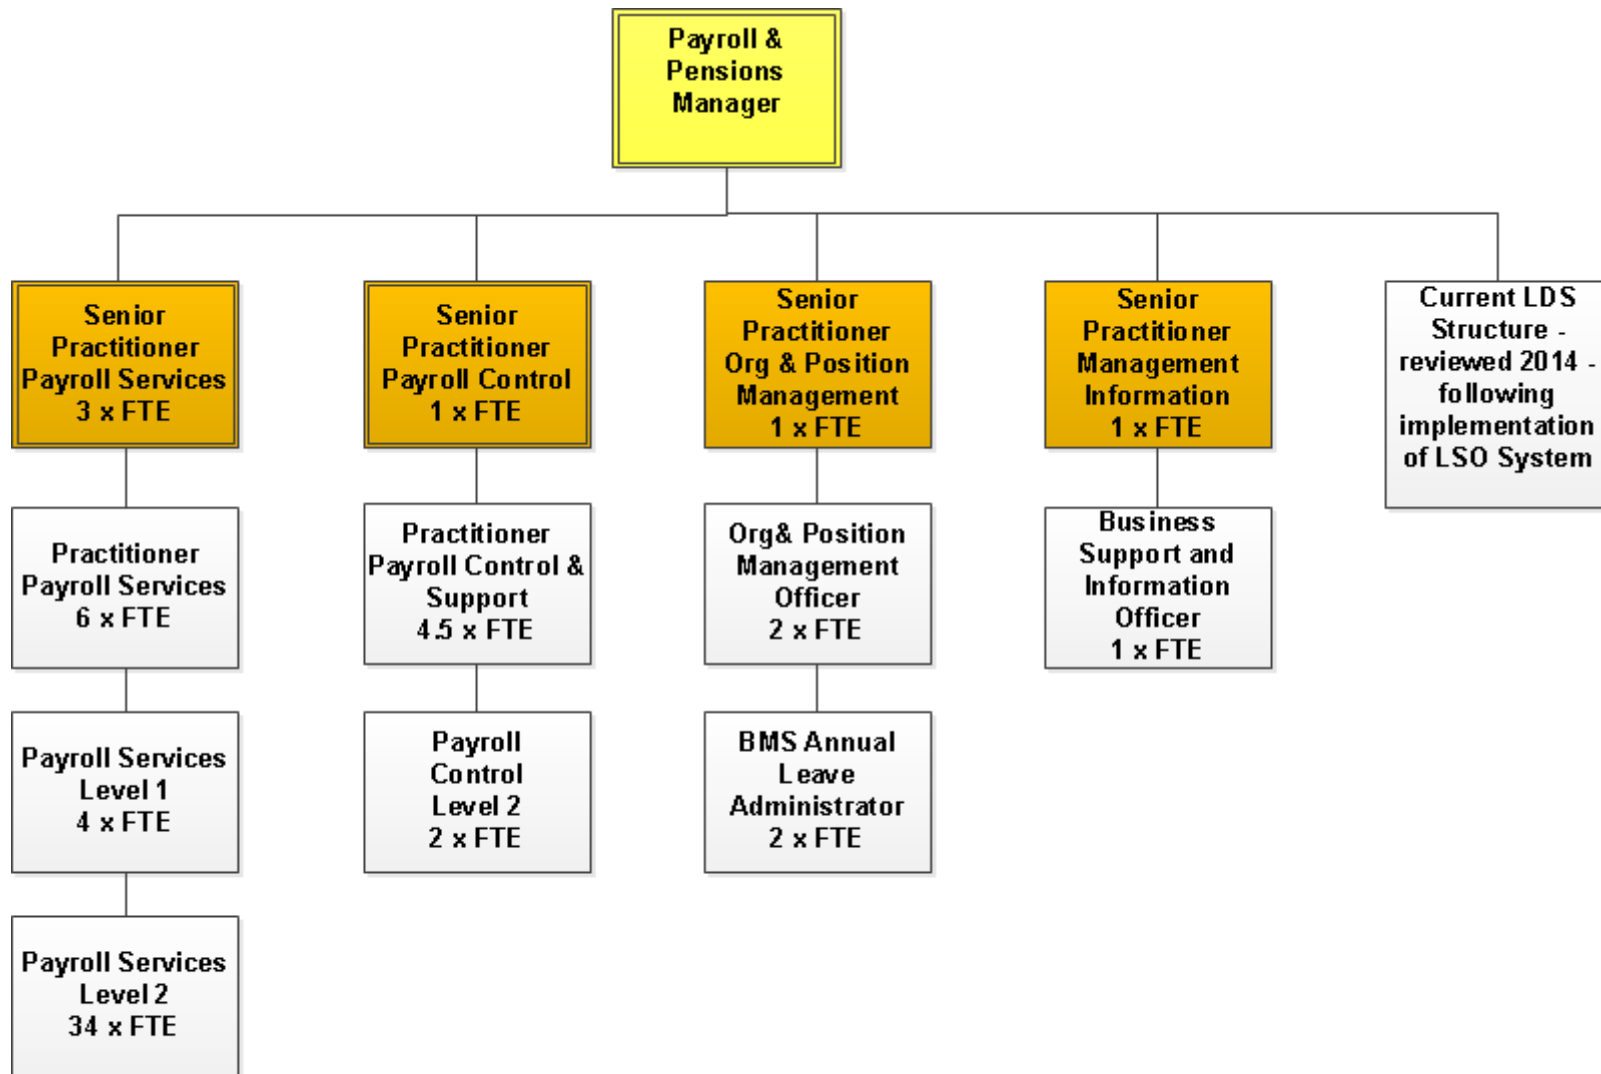 Payroll &
Pensions
Manager
Senior
Practitioner
Payroll Services
3 x FTE
Senior
Practitioner
Payroll Control
1 x FTE
Senior
Practitioner
Org & Position
Management
1 x FTE
Senior
Practitioner
Management
Information
1 x FTE
Current LDS
Structure -
reviewed 2014 -
following
implementation
of LSO System
Practitioner
Payroll Services
6 x FTE
Practitioner
Payroll Control &
Support
4.5 x FTE
Org& Position
Management
Officer
2 x FTE
Business
Support and
Information
Officer
1 x FTE
Payroll Services
Level 1
4 x FTE
Payroll
Control
Level 2
2 x FTE
BMS Annual
Leave
Administrator
2 x FTE
Payroll Services
Level 2
34 x FTE